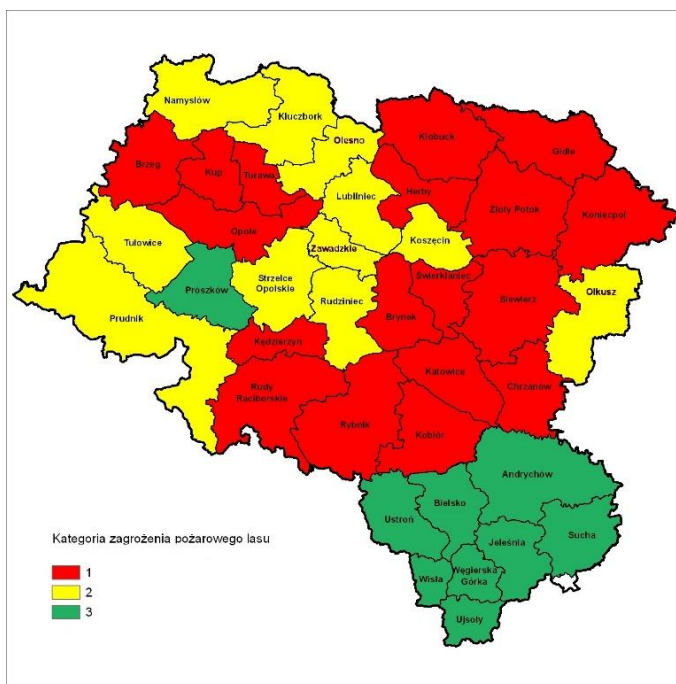 Namysłów
Kluczbork
Olesno
Kłobuck
Gidle
Brzeg
Kup
Turawa
Lubliniec
Herby
Złoty Potok
Koniecpol
Opole
Zawadzkie
Koszęcin
Tułowice
Prószków
Strzelce
Opolskie
Rudziniec
Świerklaniec
Siewierz
Olkusz
Prudnik
Brynek
Kędzierzyn
Katowice
Chrzanów
Rudy
Raciborskie
Rybnik
Kobiór
Andrychów
Bielsko
Ustroń
Jeleśnia
Sucha
Wisła
Węgierska
Górka
Ujsoły
Kategoria zagrożenia pożarowego lasu
1
2
3